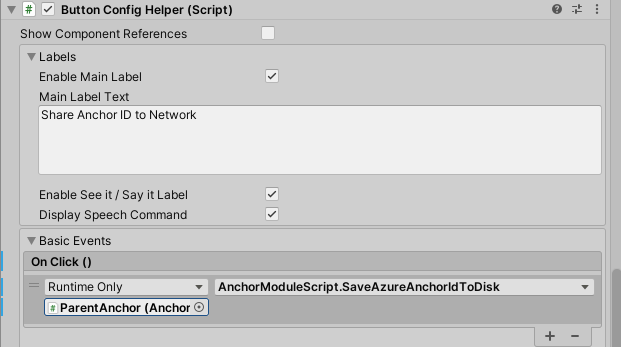 Button Config Helper (Script)
Show Component References
Labels
Enable Main Label
Main Label Text
Share Anchor ID to Network
Enable See it / Say it Label
Display Speech Command
Basic Events
On Click ()
Runtime Only AnchorModuleScript.SaveAzureAnchorIdToDisk
ParentAnchor (Anchor